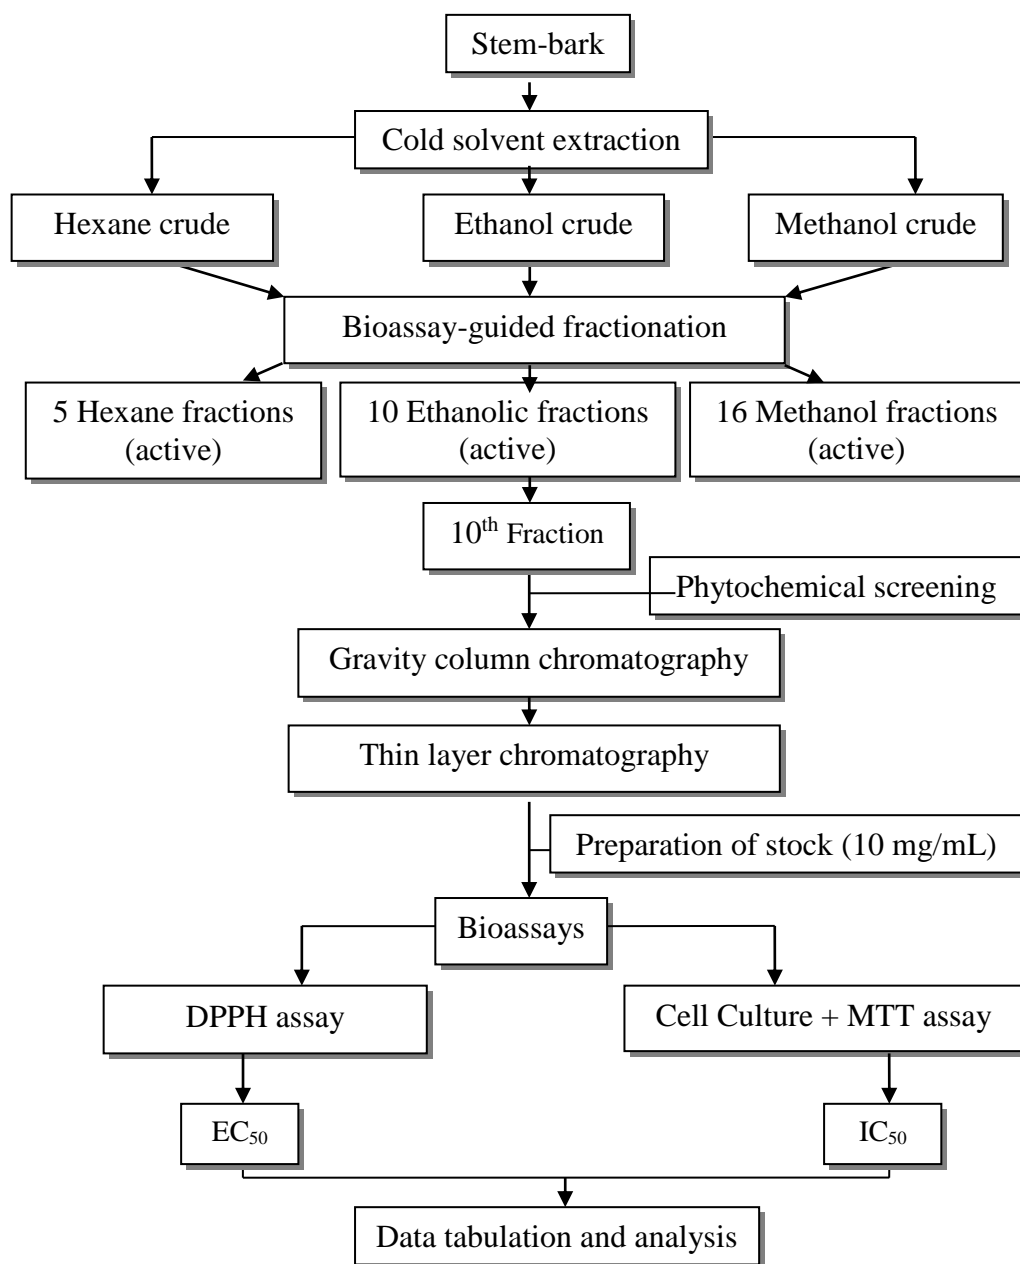 Stem-bark
Cold solvent extraction
Hexane crude
Ethanol crude
Methanol crude
Bioassay-guided fractionation
5 Hexane fractions
(active)
10 Ethanolic fractions
(active)
16 Methanol fractions
(active)
10th Fraction
Phytochemical screening
Gravity column chromatography
Thin layer chromatography
Preparation of stock (10 mg/mL)
Bioassays
DPPH assay
Cell Culture + MTT assay
EC50
IC50
Data tabulation and analysis